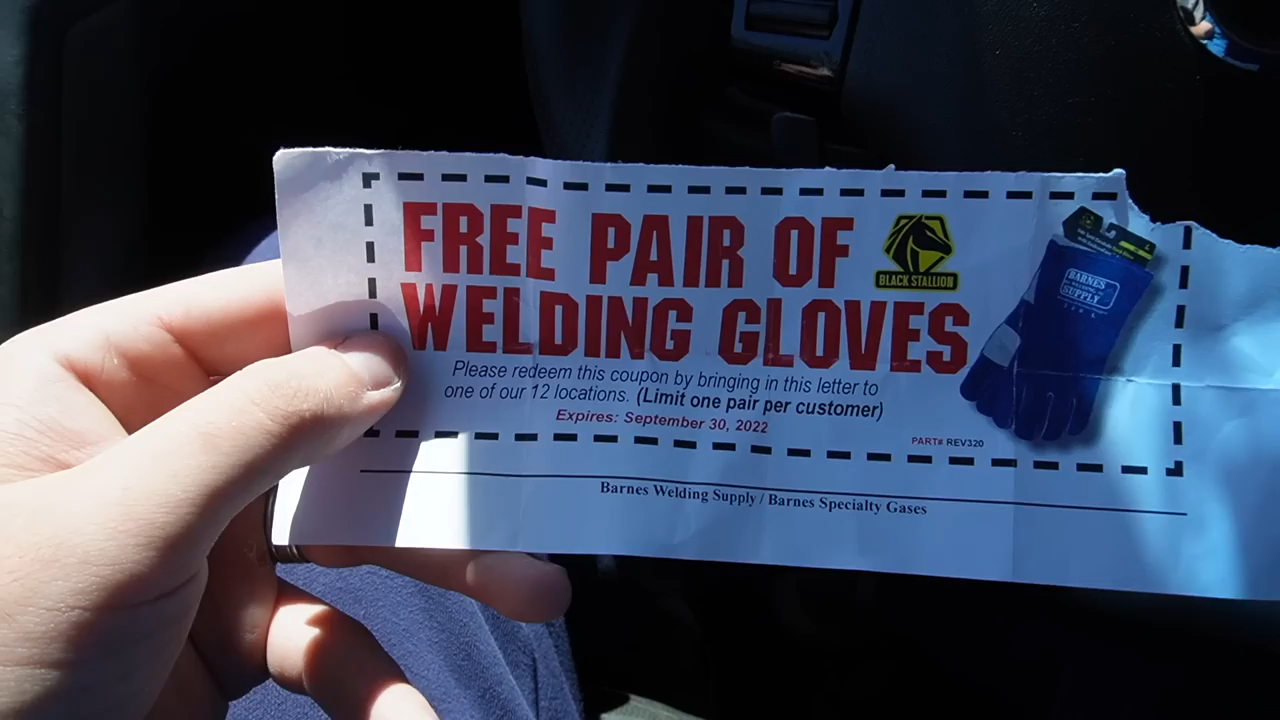 FREE PAIR OF
BLACK STALLION
WELDING GLOVES
BARNES
SUPPLY
Please redeem this coupon by bringing in this letter to
one of our 12 locations. (Limit one pair per customer)
Expires: September 30, 2022
PART# REV320
Barnes Welding Supply / Barnes Specialty Gases